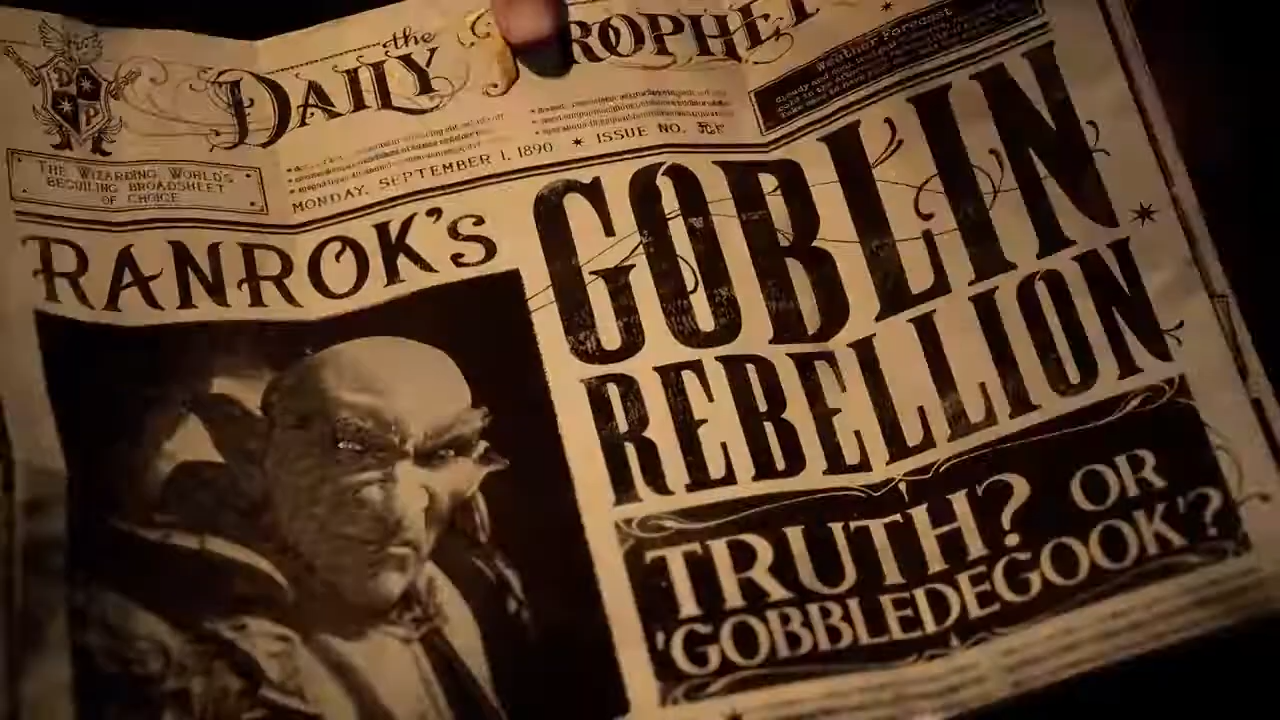 the
DAILY PROPHET
Weather Forecast
THE WIZARDING WORLD'S
BEGUILING BROADSHEET
OF CHOICE
MONDAY, SEPTEMBER 1, 1890 ✶ ISSUE NO.
RANROK'S
GOBLIN
REBELLION
TRUTH? OR
'GOBBLEDEGOOK'?
D
P